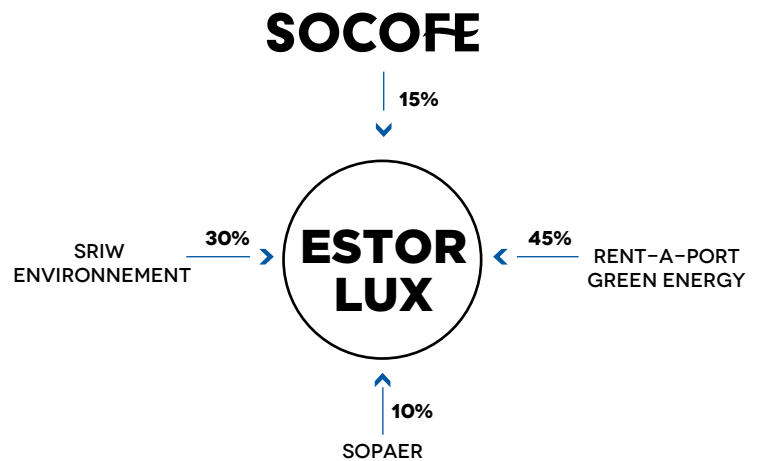 SOCOFE
15%
30%
45%
SRIW
ENVIRONNEMENT
ESTOR
LUX
RENT-A-PORT
GREEN ENERGY
10%
SOPAER